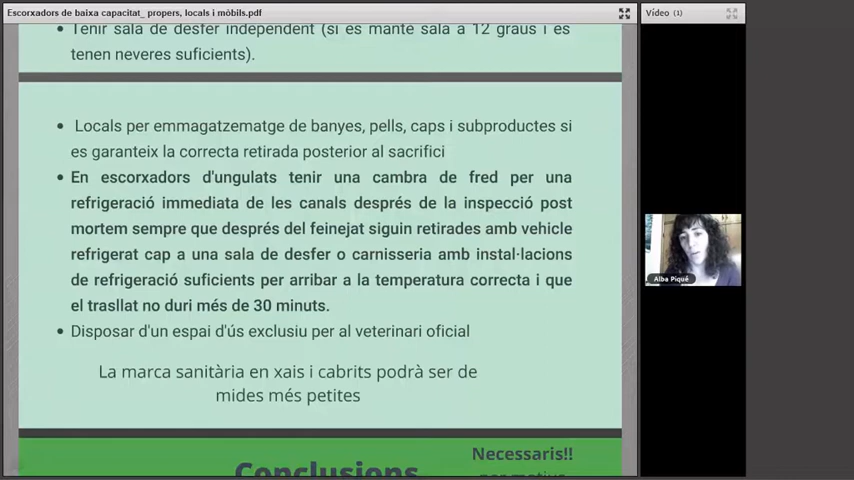 Escorxadors de baixa capacitat_ propers, locals i mòbils.pdf
Vídeo (1)
Tenir sala de desfer independent (si es manté sala a 12 graus i es
tenen neveres suficients).
Locals per emmagatzematge de banyes, pells, caps i subproductes si
es garanteix la correcta retirada posterior al sacrifici
En escorxadors d'ungulats tenir una cambra de fred per una
refrigeració immediata de les canals després de la inspecció post
mortem sempre que després del feinejat siguin retirades amb vehicle
refrigerat cap a una sala de desfer o carnisseria amb instal·lacions
de refrigeració suficients per arribar a la temperatura correcta i que
el trasllat no duri més de 30 minuts.
Disposar d'un espai d'ús exclusiu per al veterinari oficial
La marca sanitària en xais i cabrits podrà ser de
mides més petites
Necessaris!!
Conclusions
per motius
Alba Piqué